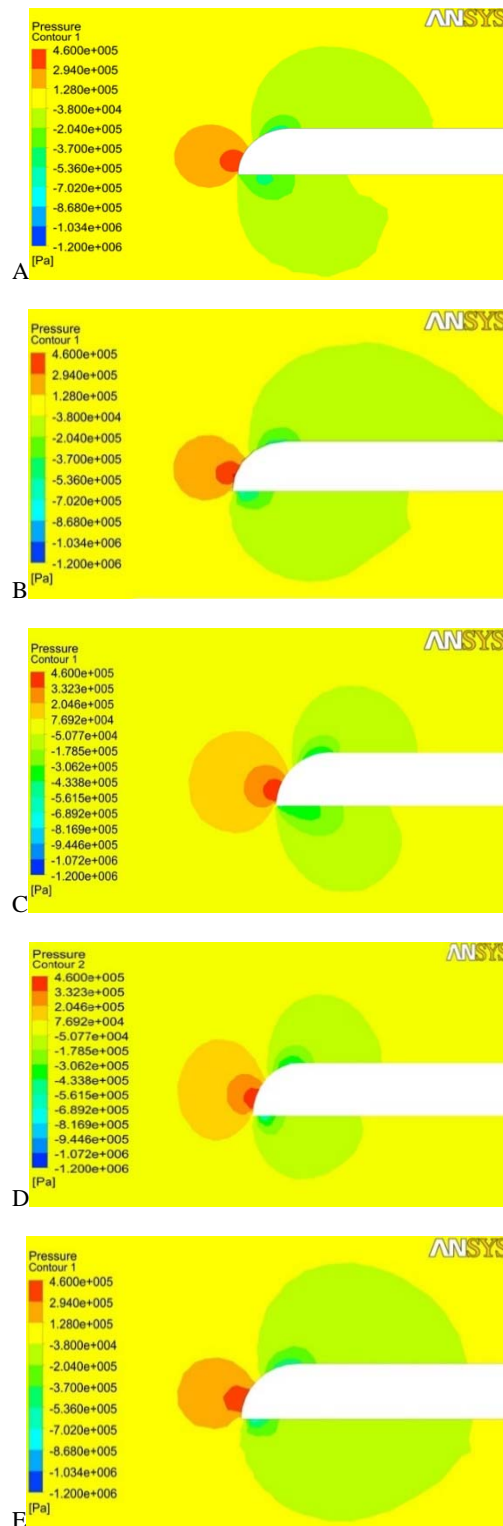 ANSYS
Pressure
Contour 1
4.600e+005
2.940e+005
1.280e+005
-3.800e+004
-2.040e+005
-3.700e+005
-5.360e+005
-7.020e+005
-8.680e+005
-1.034e+006
-1.200e+006
[Pa]
A
ANSYS
Pressure
Contour 1
4.600e+005
2.940e+005
1.280e+005
-3.800e+004
-2.040e+005
-3.700e+005
-5.360e+005
-7.020e+005
-8.680e+005
-1.034e+006
-1.200e+006
[Pa]
B
ANSYS
Pressure
Contour 1
4.600e+005
3.323e+005
2.046e+005
7.692e+004
-5.077e+004
-1.785e+005
-3.062e+005
-4.338e+005
-5.615e+005
-6.892e+005
-8.169e+005
-9.446e+005
-1.072e+006
-1.200e+006
[Pa]
C
ANSYS
Pressure
Contour 2
4.600e+005
3.323e+005
2.046e+005
7.692e+004
-5.077e+004
-1.785e+005
-3.062e+005
-4.338e+005
-5.615e+005
-6.892e+005
-8.169e+005
-9.446e+005
-1.072e+006
-1.200e+006
[Pa]
D
ANSYS
Pressure
Contour 1
4.600e+005
2.940e+005
1.280e+005
-3.800e+004
-2.040e+005
-3.700e+005
-5.360e+005
-7.020e+005
-8.680e+005
-1.034e+006
-1.200e+006
[Pa]
E